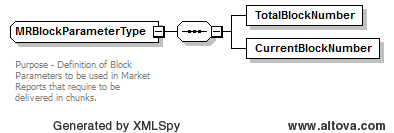 MRBlockParameterType
TotalBlockNumber
CurrentBlockNumber
Purpose - Definition of Block
Parameters to be used in Market
Reports that require to be
delivered in chunks.
Generated by XMLSpy
www.altova.com